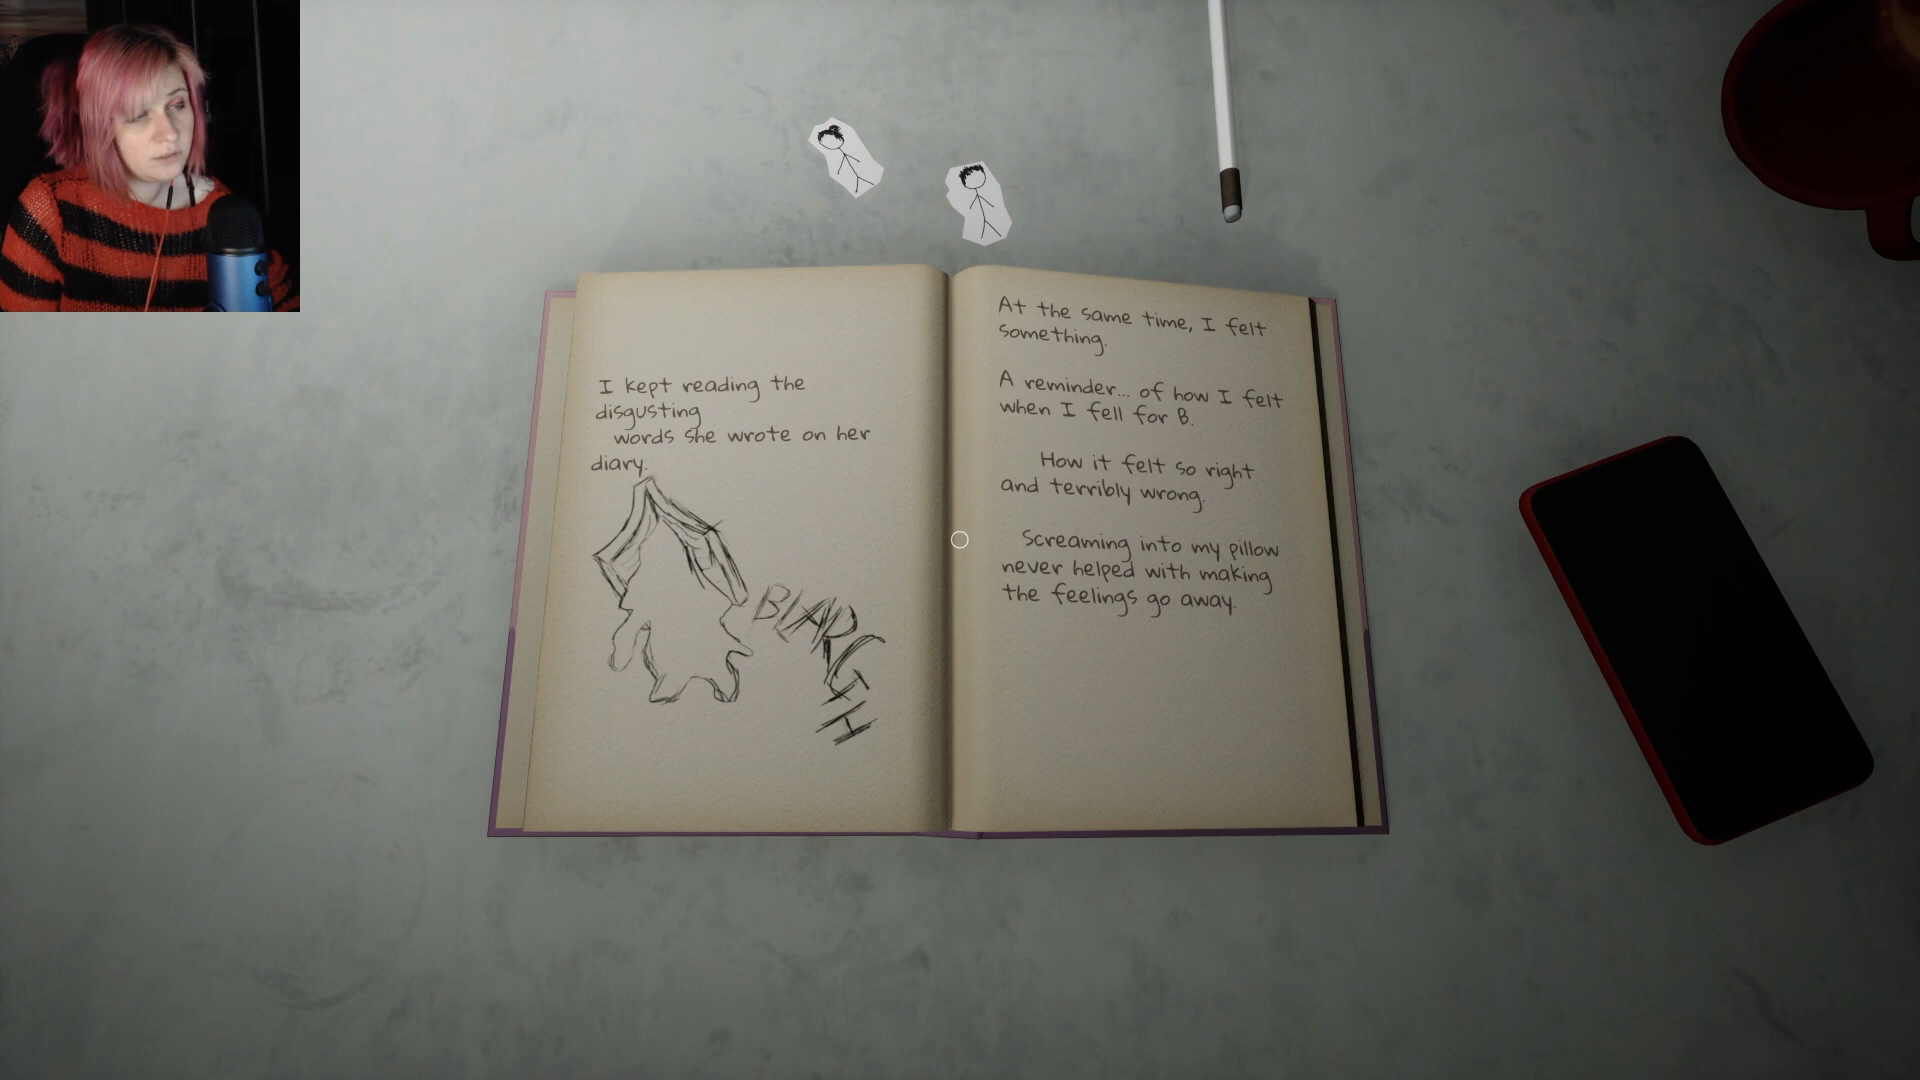 I kept reading the
disgusting
words she wrote on her
diary.
BLARGH
At the same time, I felt
something.
A reminder... of how I felt
when I fell for B.
How it felt so right
and terribly wrong.
Screaming into my pillow
never helped with making
the feelings go away.